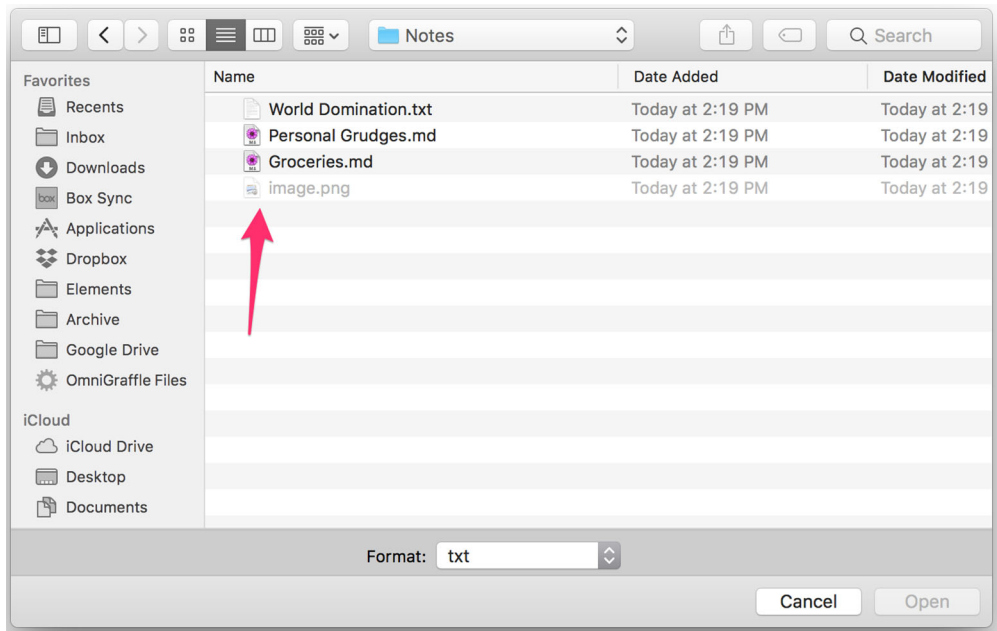 Notes
Search
Favorites
Recents
Inbox
Downloads
box Box Sync
Applications
Dropbox
Elements
Archive
Google Drive
OmniGraffle Files
iCloud
iCloud Drive
Desktop
Documents
Name Date Added Date Modified
World Domination.txt Today at 2:19 PM Today at 2:19
Personal Grudges.md Today at 2:19 PM Today at 2:19
Groceries.md Today at 2:19 PM Today at 2:19
image.png Today at 2:19 PM Today at 2:19
Format: txt
Cancel Open